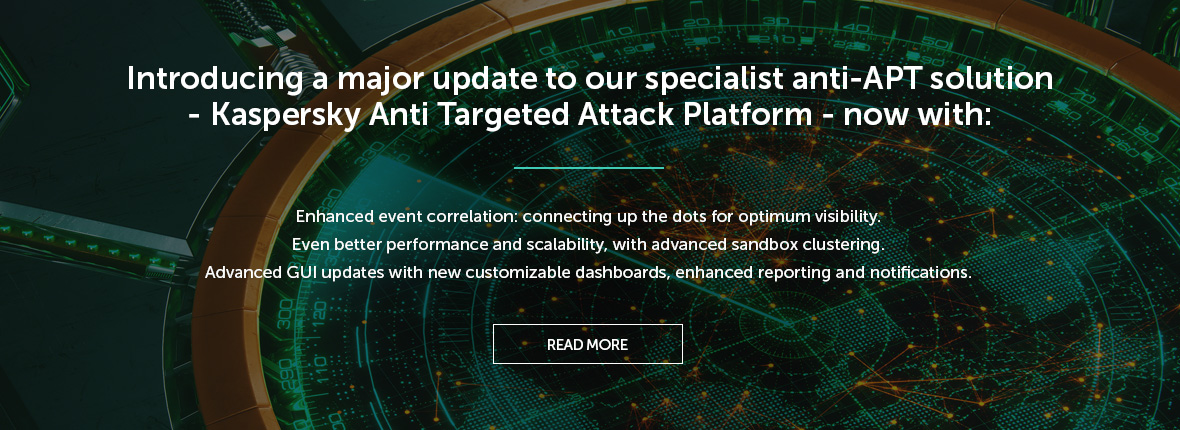 Introducing a major update to our specialist anti-APT solution
- Kaspersky Anti Targeted Attack Platform - now with:
Enhanced event correlation: connecting up the dots for optimum visibility.
Even better performance and scalability, with advanced sandbox clustering.
Advanced GUI updates with new customizable dashboards, enhanced reporting and notifications.
READ MORE